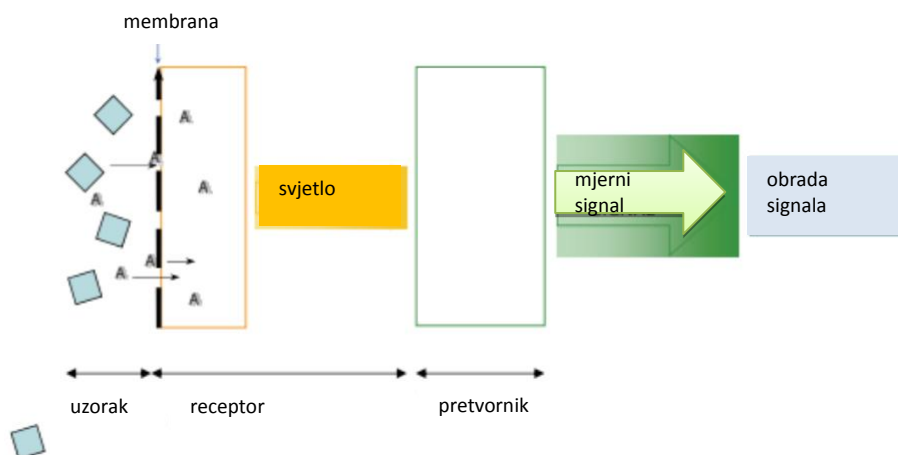 membrana
A
A
A
A
A
A
A
A
svjetlo
mjerni
signal
obrada
signala
uzorak
receptor
pretvornik